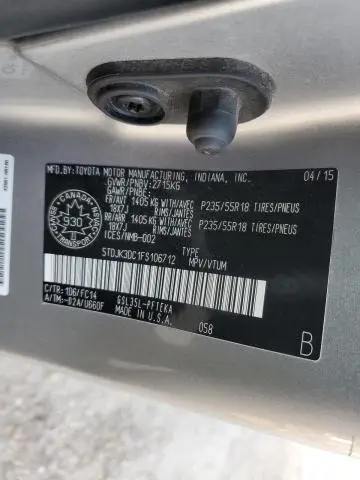 MFD.BY:TOYOTA MOTOR MANUFACTURING, INDIANA, INC. 04/15
GVWR/PNBV:2715KG
GAWR/PNBE:
FR/AV 1405 KG WITH/AVEC P235/55R18 TIRES/PNEUS
18X7J RIMS/JANTES
RR/ARR 1405 KG WITH/AVEC P235/55R18 TIRES/PNEUS
18X7J RIMS/JANTES
ICES/NMB-002
CANADA
930
TRANSPORT
5TDJK3DC1FS106712 TYPE
MPV/VTUM
C/TR:1D6/FC14 GSL35L-PFTEKA
A/TM:-02A/U660F MADE IN U.S.A. 058
B